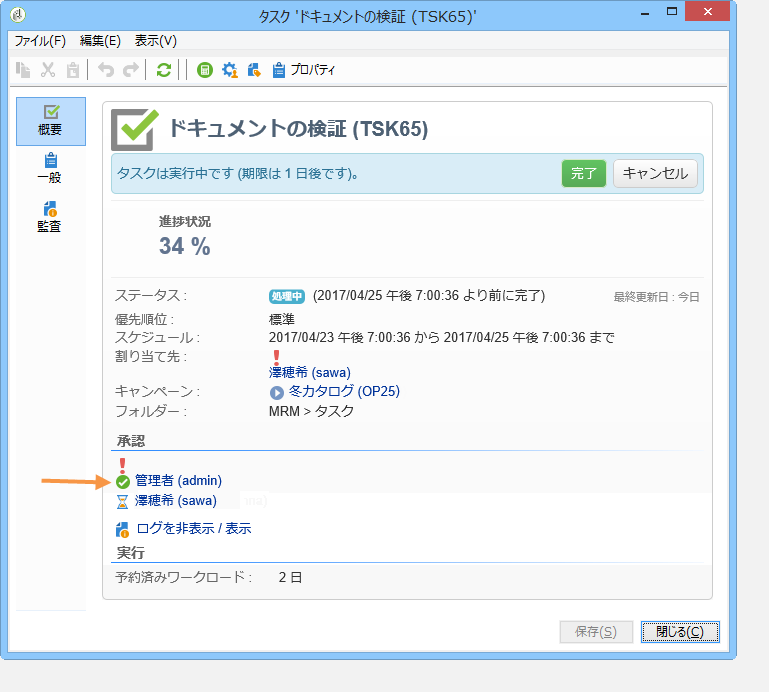 タスク 'ドキュメントの検証 (TSK65)'
ファイル(F) 編集(E) 表示(V)
プロパティ
概要
一般
監査
ドキュメントの検証 (TSK65)
タスクは実行中です (期限は 1 日後です)。
完了
キャンセル
進捗状況
34 %
ステータス : 処理中 (2017/04/25 午後 7:00:36 より前に完了) 最終更新日 : 今日
優先順位 : 標準
スケジュール : 2017/04/23 午後 7:00:36 から 2017/04/25 午後 7:00:36 まで
割り当て先 :
澤穂希 (sawa)
キャンペーン : 冬カタログ (OP25)
フォルダー : MRM > タスク
承認
管理者 (admin)
澤穂希 (sawa)
ログを非表示 / 表示
実行
予約済みワークロード : 2 日
保存(S)
閉じる(C)